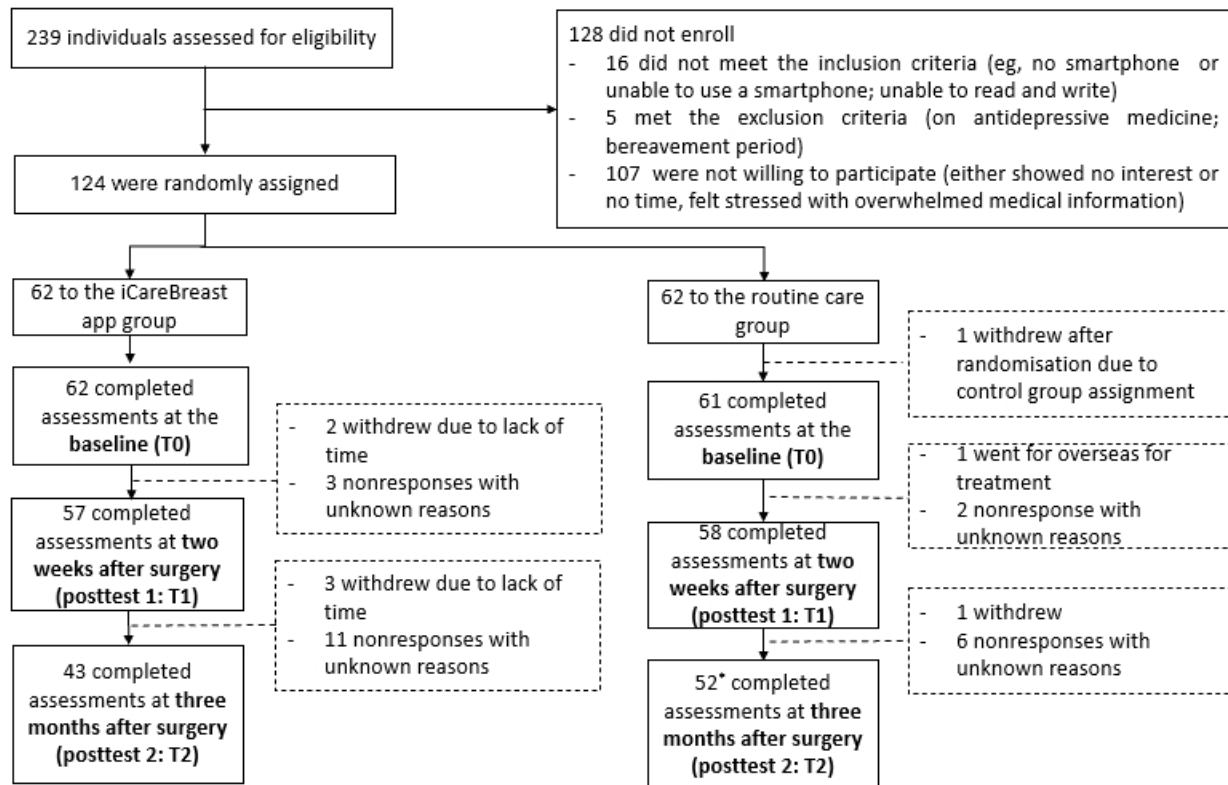 239 individuals assessed for eligibility
128 did not enroll
- 16 did not meet the inclusion criteria (eg, no smartphone or
unable to use a smartphone; unable to read and write)
- 5 met the exclusion criteria (on antidepressive medicine;
bereavement period)
- 107 were not willing to participate (either showed no interest or
no time, felt stressed with overwhelmed medical information)
124 were randomly assigned
62 to the iCareBreast
app group
62 completed
assessments at the
baseline (T0)
- 2 withdrew due to lack of
time
- 3 nonresponses with
unknown reasons
57 completed
assessments at two
weeks after surgery
(posttest 1: T1)
- 3 withdrew due to lack of
time
- 11 nonresponses with
unknown reasons
43 completed
assessments at three
months after surgery
(posttest 2: T2)
62 to the routine care
group
- 1 withdrew after
randomisation due to
control group assignment
61 completed
assessments at the
baseline (T0)
- 1 went for overseas for
treatment
- 2 nonresponse with
unknown reasons
58 completed
assessments at two
weeks after surgery
(posttest 1: T1)
- 1 withdrew
- 6 nonresponses with
unknown reasons
52* completed
assessments at three
months after surgery
(posttest 2: T2)